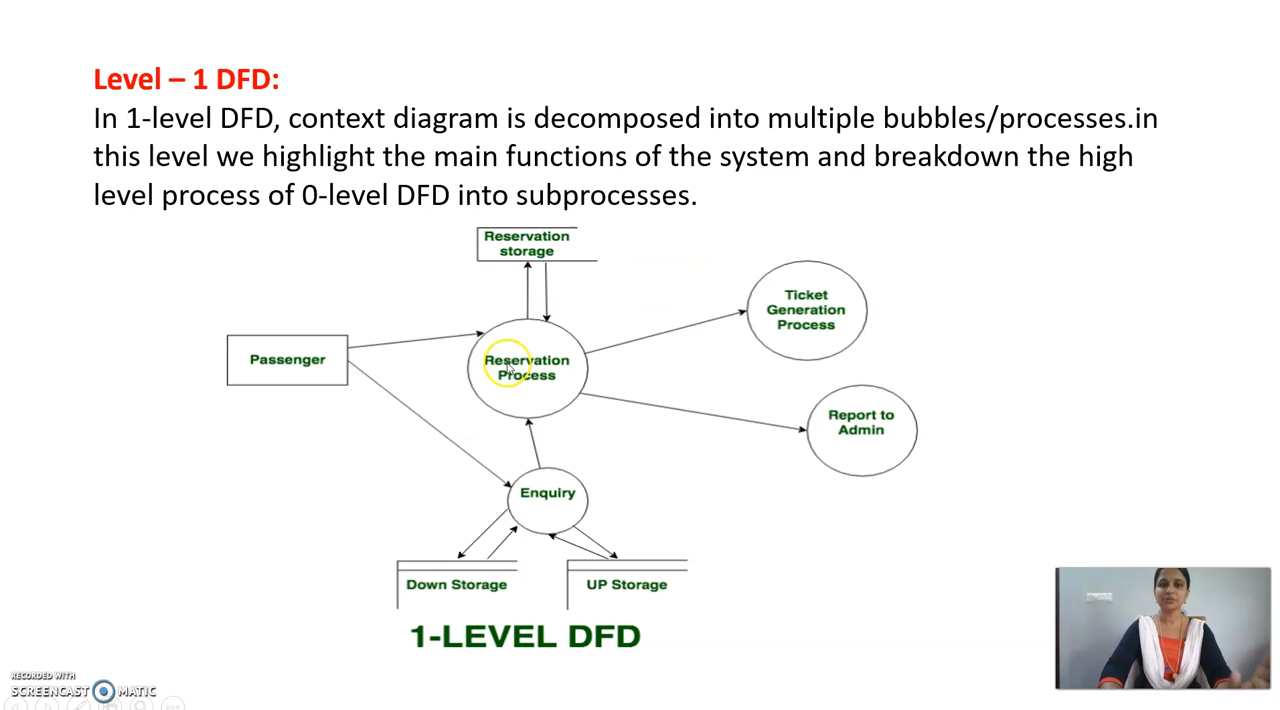 Level – 1 DFD:
In 1-level DFD, context diagram is decomposed into multiple bubbles/processes.in
this level we highlight the main functions of the system and breakdown the high
level process of 0-level DFD into subprocesses.
Reservation
storage
Ticket
Generation
Process
Passenger
Reservation
Process
Report to
Admin
Enquiry
Down Storage
UP Storage
1-LEVEL DFD
RECORDED WITH
SCREENCAST MATIC